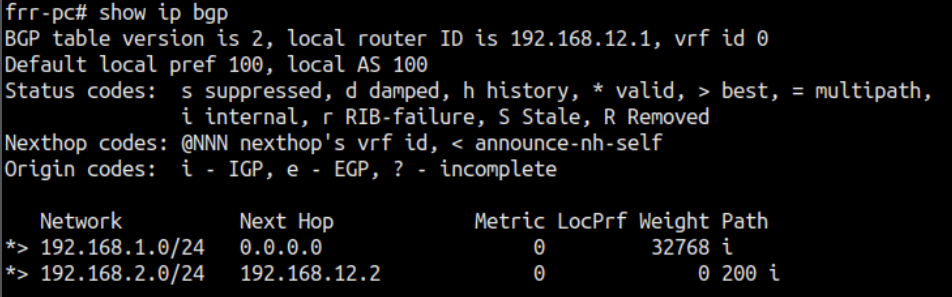 frr-pc# show ip bgp
BGP table version is 2, local router ID is 192.168.12.1, vrf id 0
Default local pref 100, local AS 100
Status codes:  s suppressed, d damped, h history, * valid, > best, = multipath,
               i internal, r RIB-failure, S Stale, R Removed
Nexthop codes: @NNN nexthop's vrf id, < announce-nh-self
Origin codes:  i - IGP, e - EGP, ? - incomplete

   Network          Next Hop            Metric LocPrf Weight Path
*> 192.168.1.0/24   0.0.0.0                  0         32768 i
*> 192.168.2.0/24   192.168.12.2             0             0 200 i